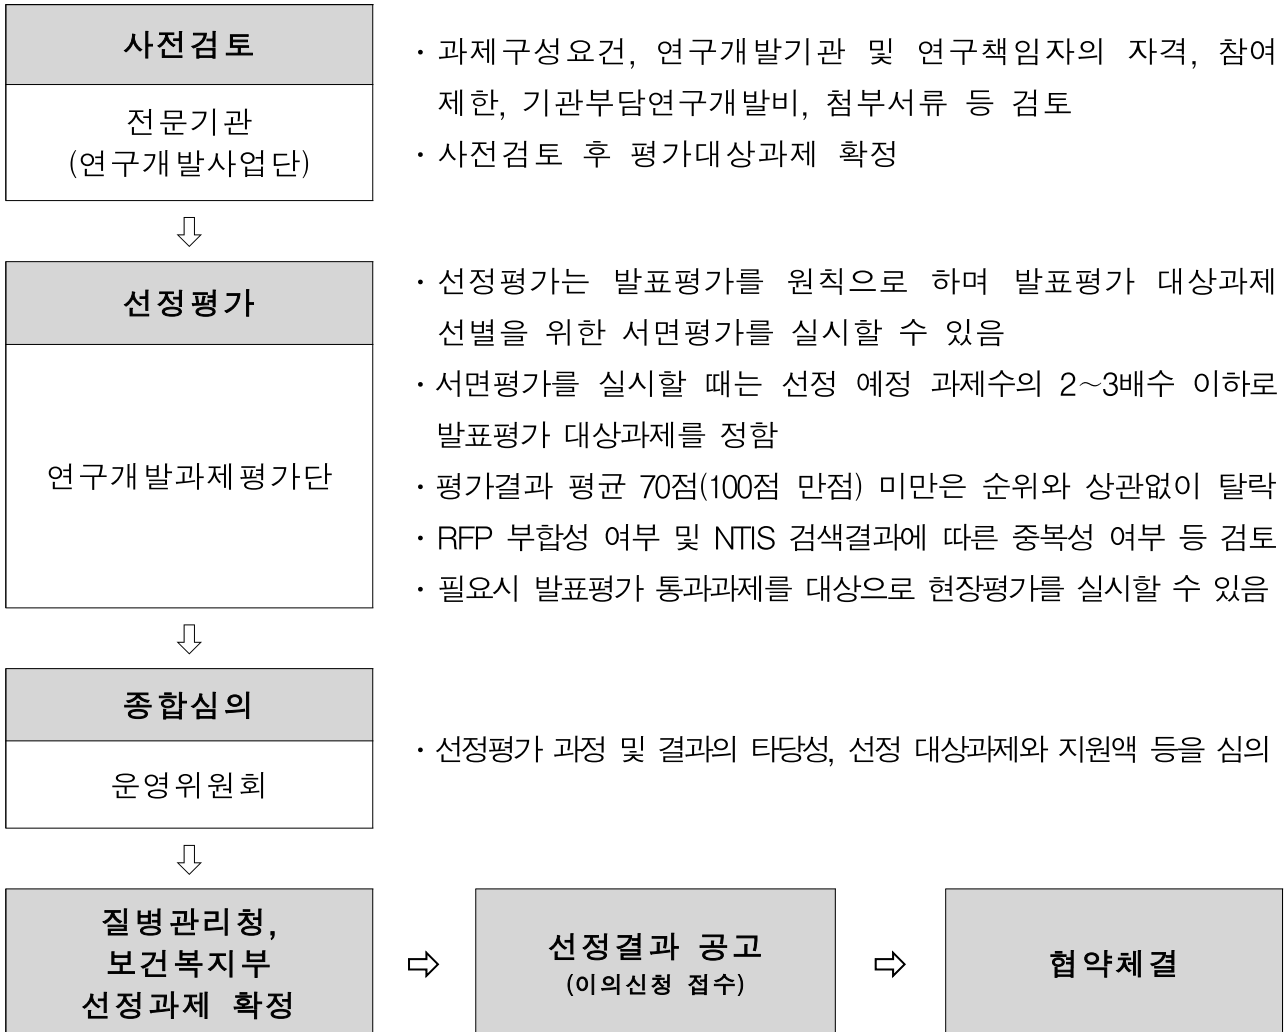 사전검토
전문기관
(연구개발사업단)
· 과제구성요건, 연구개발기관 및 연구책임자의 자격, 참여
제한, 기관부담연구개발비, 첨부서류 등 검토
· 사전검토 후 평가대상과제 확정
선정평가
연구개발과제평가단
· 선정평가는 발표평가를 원칙으로 하며 발표평가 대상과제
선별을 위한 서면평가를 실시할 수 있음
· 서면평가를 실시할 때는 선정 예정 과제수의 2~3배수 이하로
발표평가 대상과제를 정함
· 평가결과 평균 70점(100점 만점) 미만은 순위와 상관없이 탈락
· RFP 부합성 여부 및 NTIS 검색결과에 따른 중복성 여부 등 검토
· 필요시 발표평가 통과과제를 대상으로 현장평가를 실시할 수 있음
종합심의
운영위원회
· 선정평가 과정 및 결과의 타당성, 선정 대상과제와 지원액 등을 심의
질병관리청,
보건복지부
선정과제 확정
선정결과 공고
(이의신청 접수)
협약체결